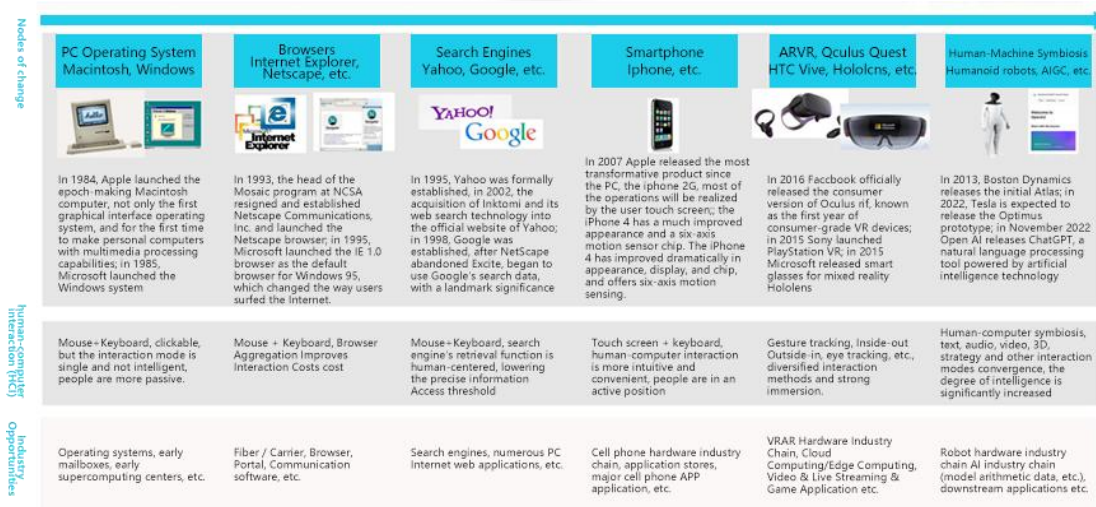 Nodes of change
PC Operating System
Macintosh, Windows
Browsers
Internet Explorer,
Netscape, etc.
Search Engines
Yahoo, Google, etc.
Smartphone
Iphone, etc.
ARVR, Qculus Quest
HTC Vive, Hololcns, etc.
Human-Machine Symbiosis
Humanoid robots, AIGC, etc.
hello
Microsoft
Internet
Explorer
YAHOO!
Google
In 1984, Apple launched the
epoch-making Macintosh
computer, not only the first
graphical interface operating
system, and for the first time
to make personal computers
with multimedia processing
capabilities; in 1985,
Microsoft launched the
Windows system
In 1993, the head of the
Mosaic program at NCSA
resigned and established
Netscape Communications,
Inc. and launched the
Netscape browser; in 1995,
Microsoft launched the IE 1.0
browser as the default
browser for Windows 95,
which changed the way users
surfed the Internet.
In 1995, Yahoo was formally
established, in 2002, the
acquisition of Inktomi and its
web search technology into
the official website of Yahoo;
in 1998, Google was
established, after NetScape
abandoned Excite, began to
use Google's search data,
with a landmark significance
In 2007 Apple released the most
transformative product since
the PC, the iphone 2G, most of
the operations will be realized
by the user touch screen;; the
iPhone 4 has a much improved
appearance and a six-axis
motion sensor chip. The iPhone
4 has improved dramatically in
appearance, display, and chip,
and offers six-axis motion
sensing.
In 2016 Faccbook officially
released the consumer
version of Oculus rif, known
as the first year of
consumer-grade VR devices;
in 2015 Sony launched
PlayStation VR; in 2015
Microsoft released smart
glasses for mixed reality
Hololens
In 2013, Boston Dynamics
releases the initial Atlas; in
2022, Tesla is expected to
release the Optimus
prototype; in November 2022
Open AI releases ChatGPT, a
natural language processing
tool powered by artificial
intelligence technology
human-computer
interaction (HCI)
Mouse+Keyboard, clickable,
but the interaction mode is
single and not intelligent,
people are more passive.
Mouse + Keyboard, Browser
Aggregation Improves
Interaction Costs cost
Mouse+Keyboard, search
engine's retrieval function is
human-centered, lowering
the precise information
Access threshold
Touch screen + keyboard,
human-computer interaction
is more intuitive and
convenient, people are in an
active position
Gesture tracking, Inside-out
Outside-in, eye tracking, etc.,
diversified interaction
methods and strong
immersion.
Human-computer symbiosis,
text, audio, video, 3D,
strategy and other interaction
modes convergence, the
degree of intelligence is
significantly increased
Industry
Opportunities
Operating systems, early
mailboxes, early
supercomputing centers, etc.
Fiber / Carrier, Browser,
Portal, Communication
software, etc.
Search engines, numerous PC
Internet web applications, etc.
Cell phone hardware industry
chain, application stores,
major cell phone APP
application, etc.
VRAR Hardware Industry
Chain, Cloud
Computing/Edge Computing,
Video & Live Streaming &
Game Application etc.
Robot hardware industry
chain AI industry chain
(model arithmetic data, etc.),
downstream applications etc.